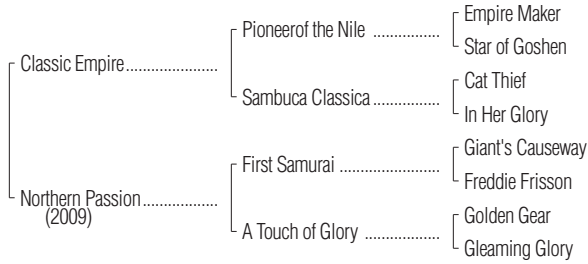 Empire Maker
Pioneerof the Nile ..................
Star of Goshen
Classic Empire.........................
Cat Thief
Sambuca Classica..................
In Her Glory
Giant's Causeway
First Samurai ...........................
Freddie Frisson
Northern Passion....................
(2009)
Golden Gear
A Touch of Glory ....................
Gleaming Glory